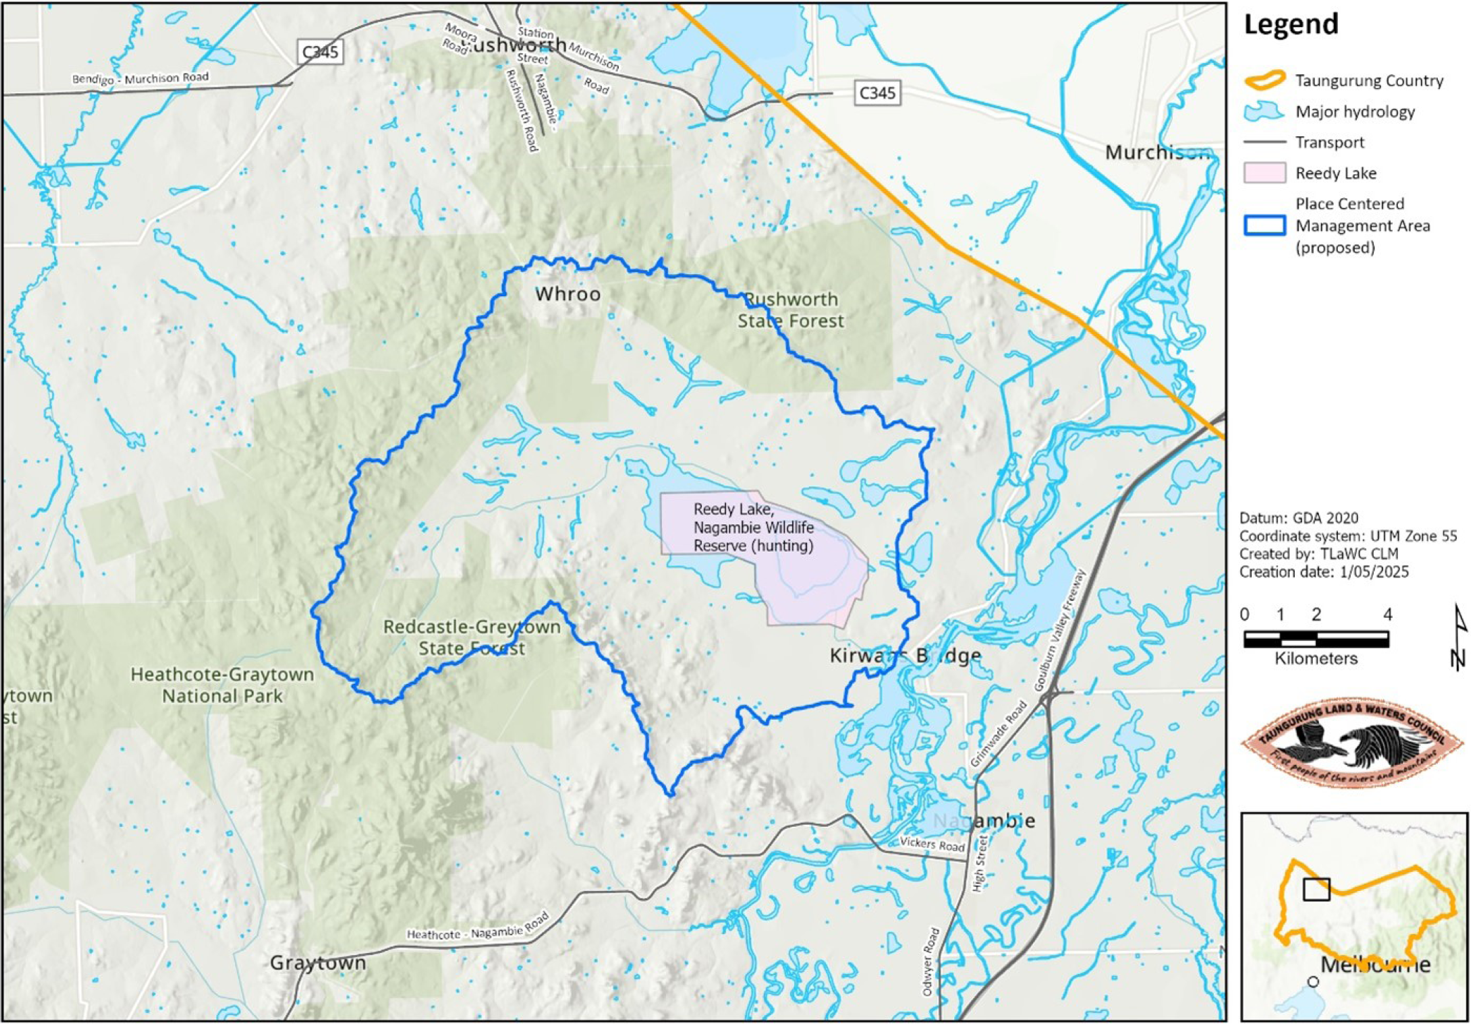 C345
Bendigo - Murchison Road
Moora
Road
Station
Street
Rushworth
Murchison
Road
Nagambie -
Rushworth Road
C345
Murchison
Whroo
Rushworth
State Forest
Reedy Lake,
Nagambie Wildlife
Reserve (hunting)
Redcastle-Greytown
State Forest
Heathcote-Graytown
National Park
ytown
st
Kirwans Bridge
Goulburn Valley Freeway
Grimwade Road
Nagambie
Vickers Road
High Street
Odwyer Road
Heathcote - Nagambie Road
Graytown
Legend
Taungurung Country
Major hydrology
Transport
Reedy Lake
Place Centered
Management Area
(proposed)
Datum: GDA 2020
Coordinate system: UTM Zone 55
Created by: TLaWC CLM
Creation date: 1/05/2025
0 1 2 4
Kilometers
N
TAUNGURUNG LAND & WATERS COUNCIL
First people of the rivers and mountains
Melbourne